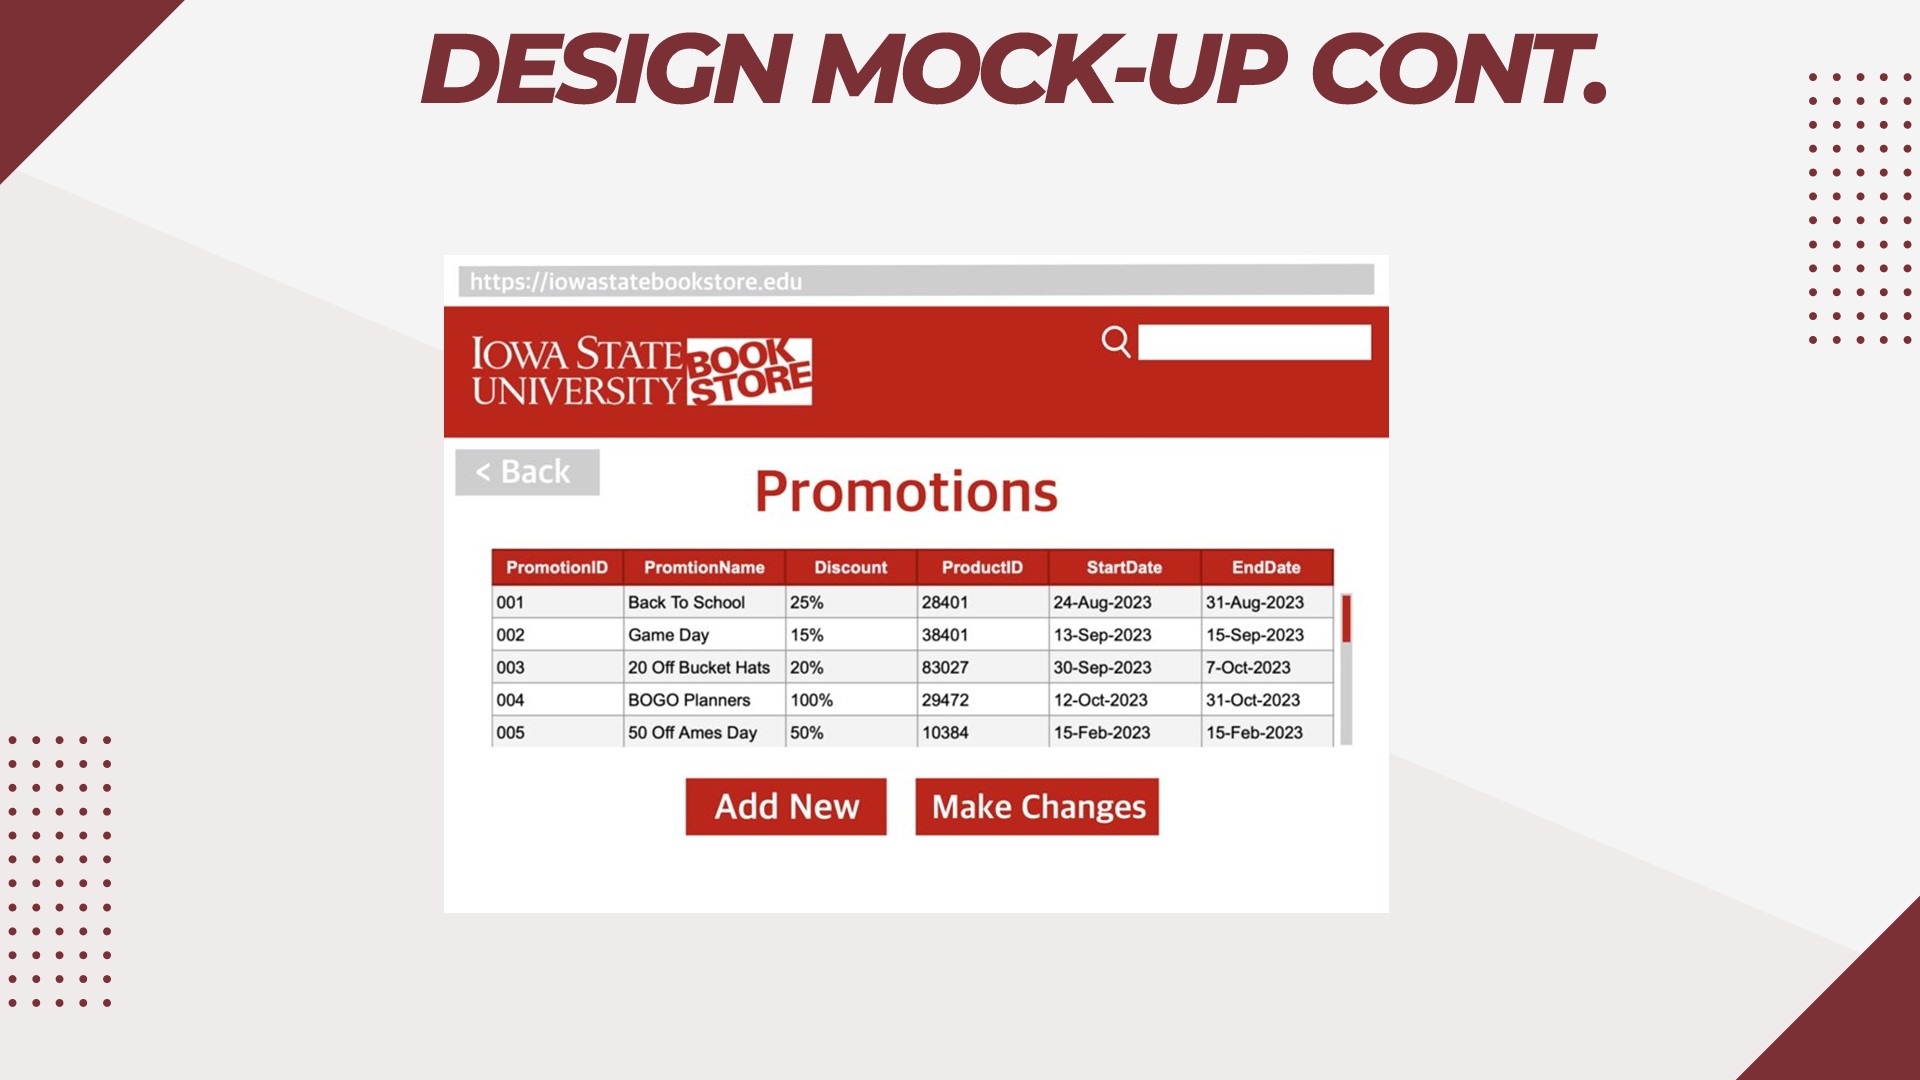 DESIGN MOCK-UP CONT.
https://iowastatebookstore.edu
IOWA STATE
UNIVERSITY
BOOK
STORE
< Back
Promotions
PromotionID PromtionName Discount ProductID StartDate EndDate
001 Back To School 25% 28401 24-Aug-2023 31-Aug-2023
002 Game Day 15% 38401 13-Sep-2023 15-Sep-2023
003 20 Off Bucket Hats 20% 83027 30-Sep-2023 7-Oct-2023
004 BOGO Planners 100% 29472 12-Oct-2023 31-Oct-2023
005 50 Off Ames Day 50% 10384 15-Feb-2023 15-Feb-2023
Add New Make Changes